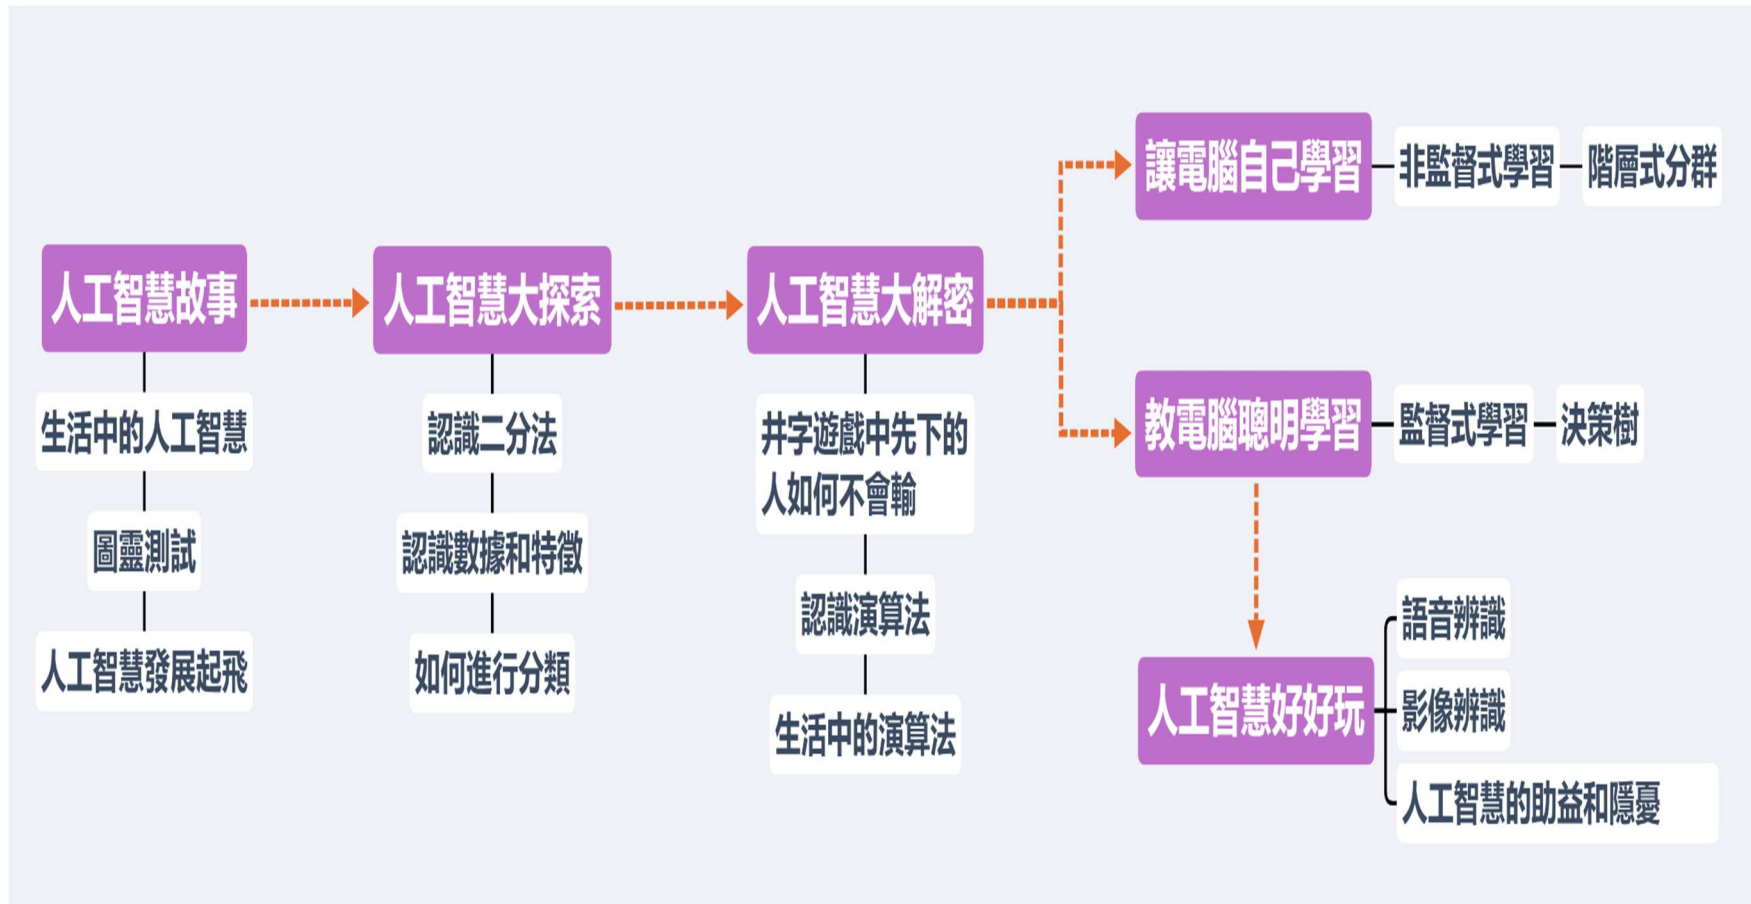 人工智慧故事
生活中的人工智慧
圖靈測試
人工智慧發展起飛
人工智慧大探索
認識二分法
認識數據和特徵
如何進行分類
人工智慧大解密
井字遊戲中先下的
人如何不會輸
認識演算法
生活中的演算法
讓電腦自己學習
非監督式學習
階層式分群
教電腦聰明學習
監督式學習
決策樹
人工智慧好好玩
語音辨識
影像辨識
人工智慧的助益和隱憂